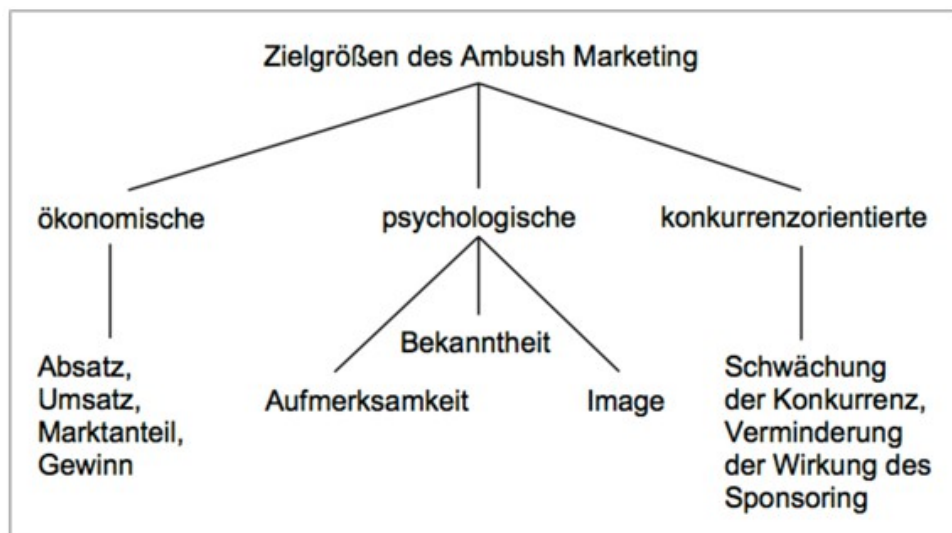 Zielgrößen des Ambush Marketing
ökonomische
psychologische
konkurrenzorientierte
Absatz,
Umsatz,
Marktanteil,
Gewinn
Aufmerksamkeit
Bekanntheit
Image
Schwächung
der Konkurrenz,
Verminderung
der Wirkung des
Sponsoring